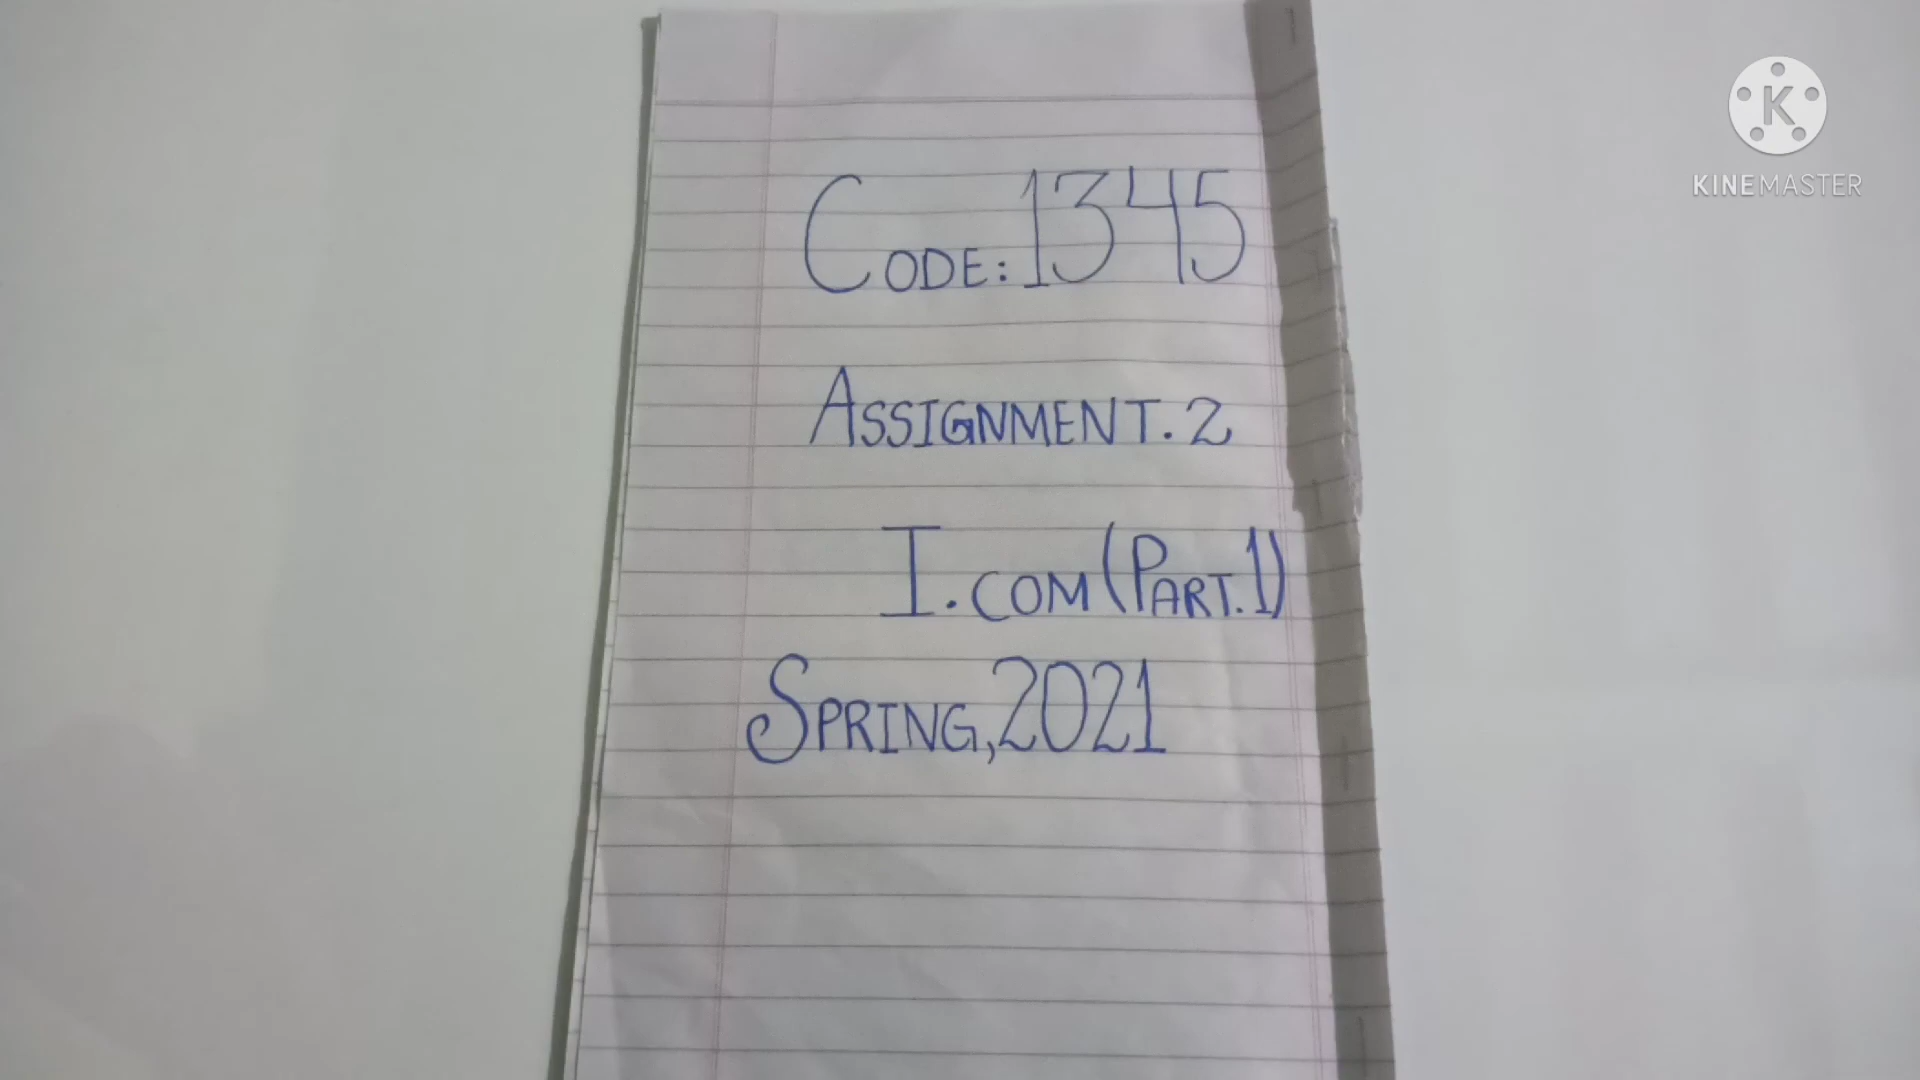 CODE: 1345
ASSIGNMENT. 2
I. COM (PART. 1)
SPRING, 2021
K
KINEMASTER